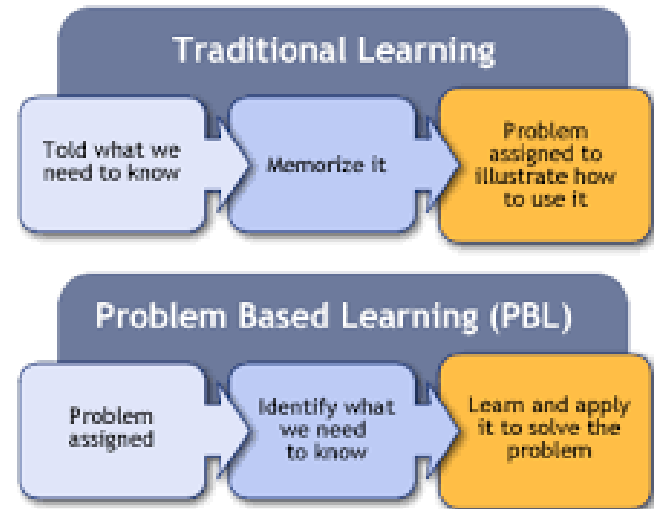 Traditional Learning
Told what we
need to know
Memorize it
Problem
assigned to
illustrate how
to use it
Problem Based Learning (PBL)
Problem
assigned
Identify what
we need
to know
Learn and apply
it to solve the
problem